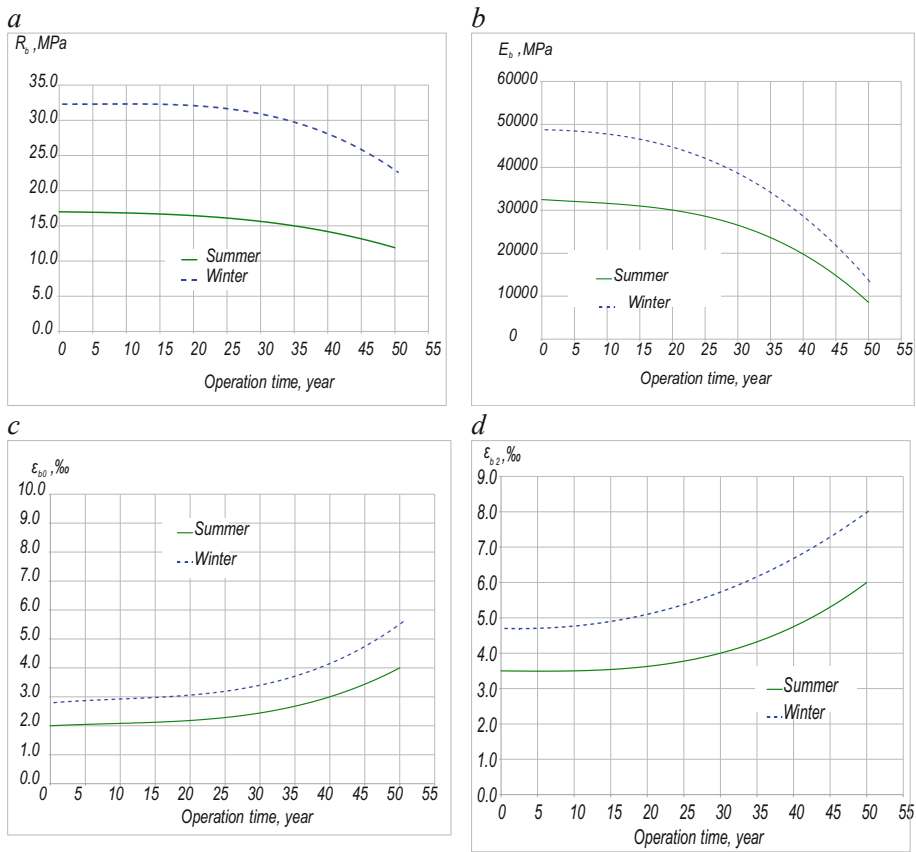 a
R_b ,MPa
35.0
30.0
25.0
20.0
15.0
10.0
5.0
0.0
Summer
Winter
0 5 10 15 20 25 30 35 40 45 50 55
Operation time, year
b
E_b ,MPa
60000
50000
40000
30000
20000
10000
0
Summer
Winter
0 5 10 15 20 25 30 35 40 45 50 55
Operation time, year
c
ε_b0 ,‰
10.0
9.0
8.0
7.0
6.0
5.0
4.0
3.0
2.0
1.0
0.0
Summer
Winter
0 5 10 15 20 25 30 35 40 45 50 55
Operation time, year
d
ε_b2 ,‰
9.0
8.0
7.0
6.0
5.0
4.0
3.0
2.0
1.0
0.0
Summer
Winter
0 5 10 15 20 25 30 35 40 45 50 55
Operation time, year